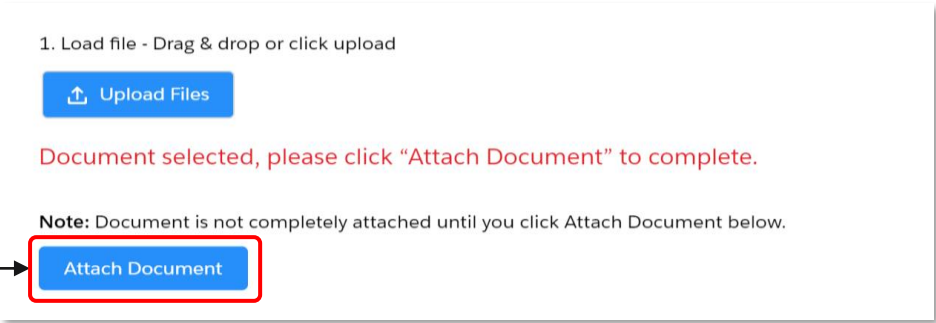 1. Load file - Drag & drop or click upload
Upload Files
Document selected, please click “Attach Document” to complete.
Note: Document is not completely attached until you click Attach Document below.
Attach Document